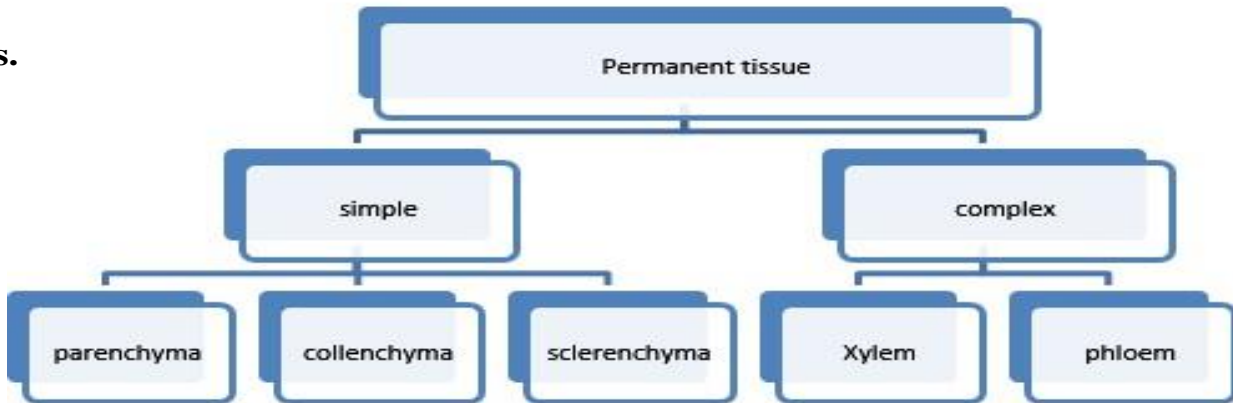 s.
Permanent tissue
simple
complex
parenchyma
collenchyma
sclerenchyma
Xylem
phloem